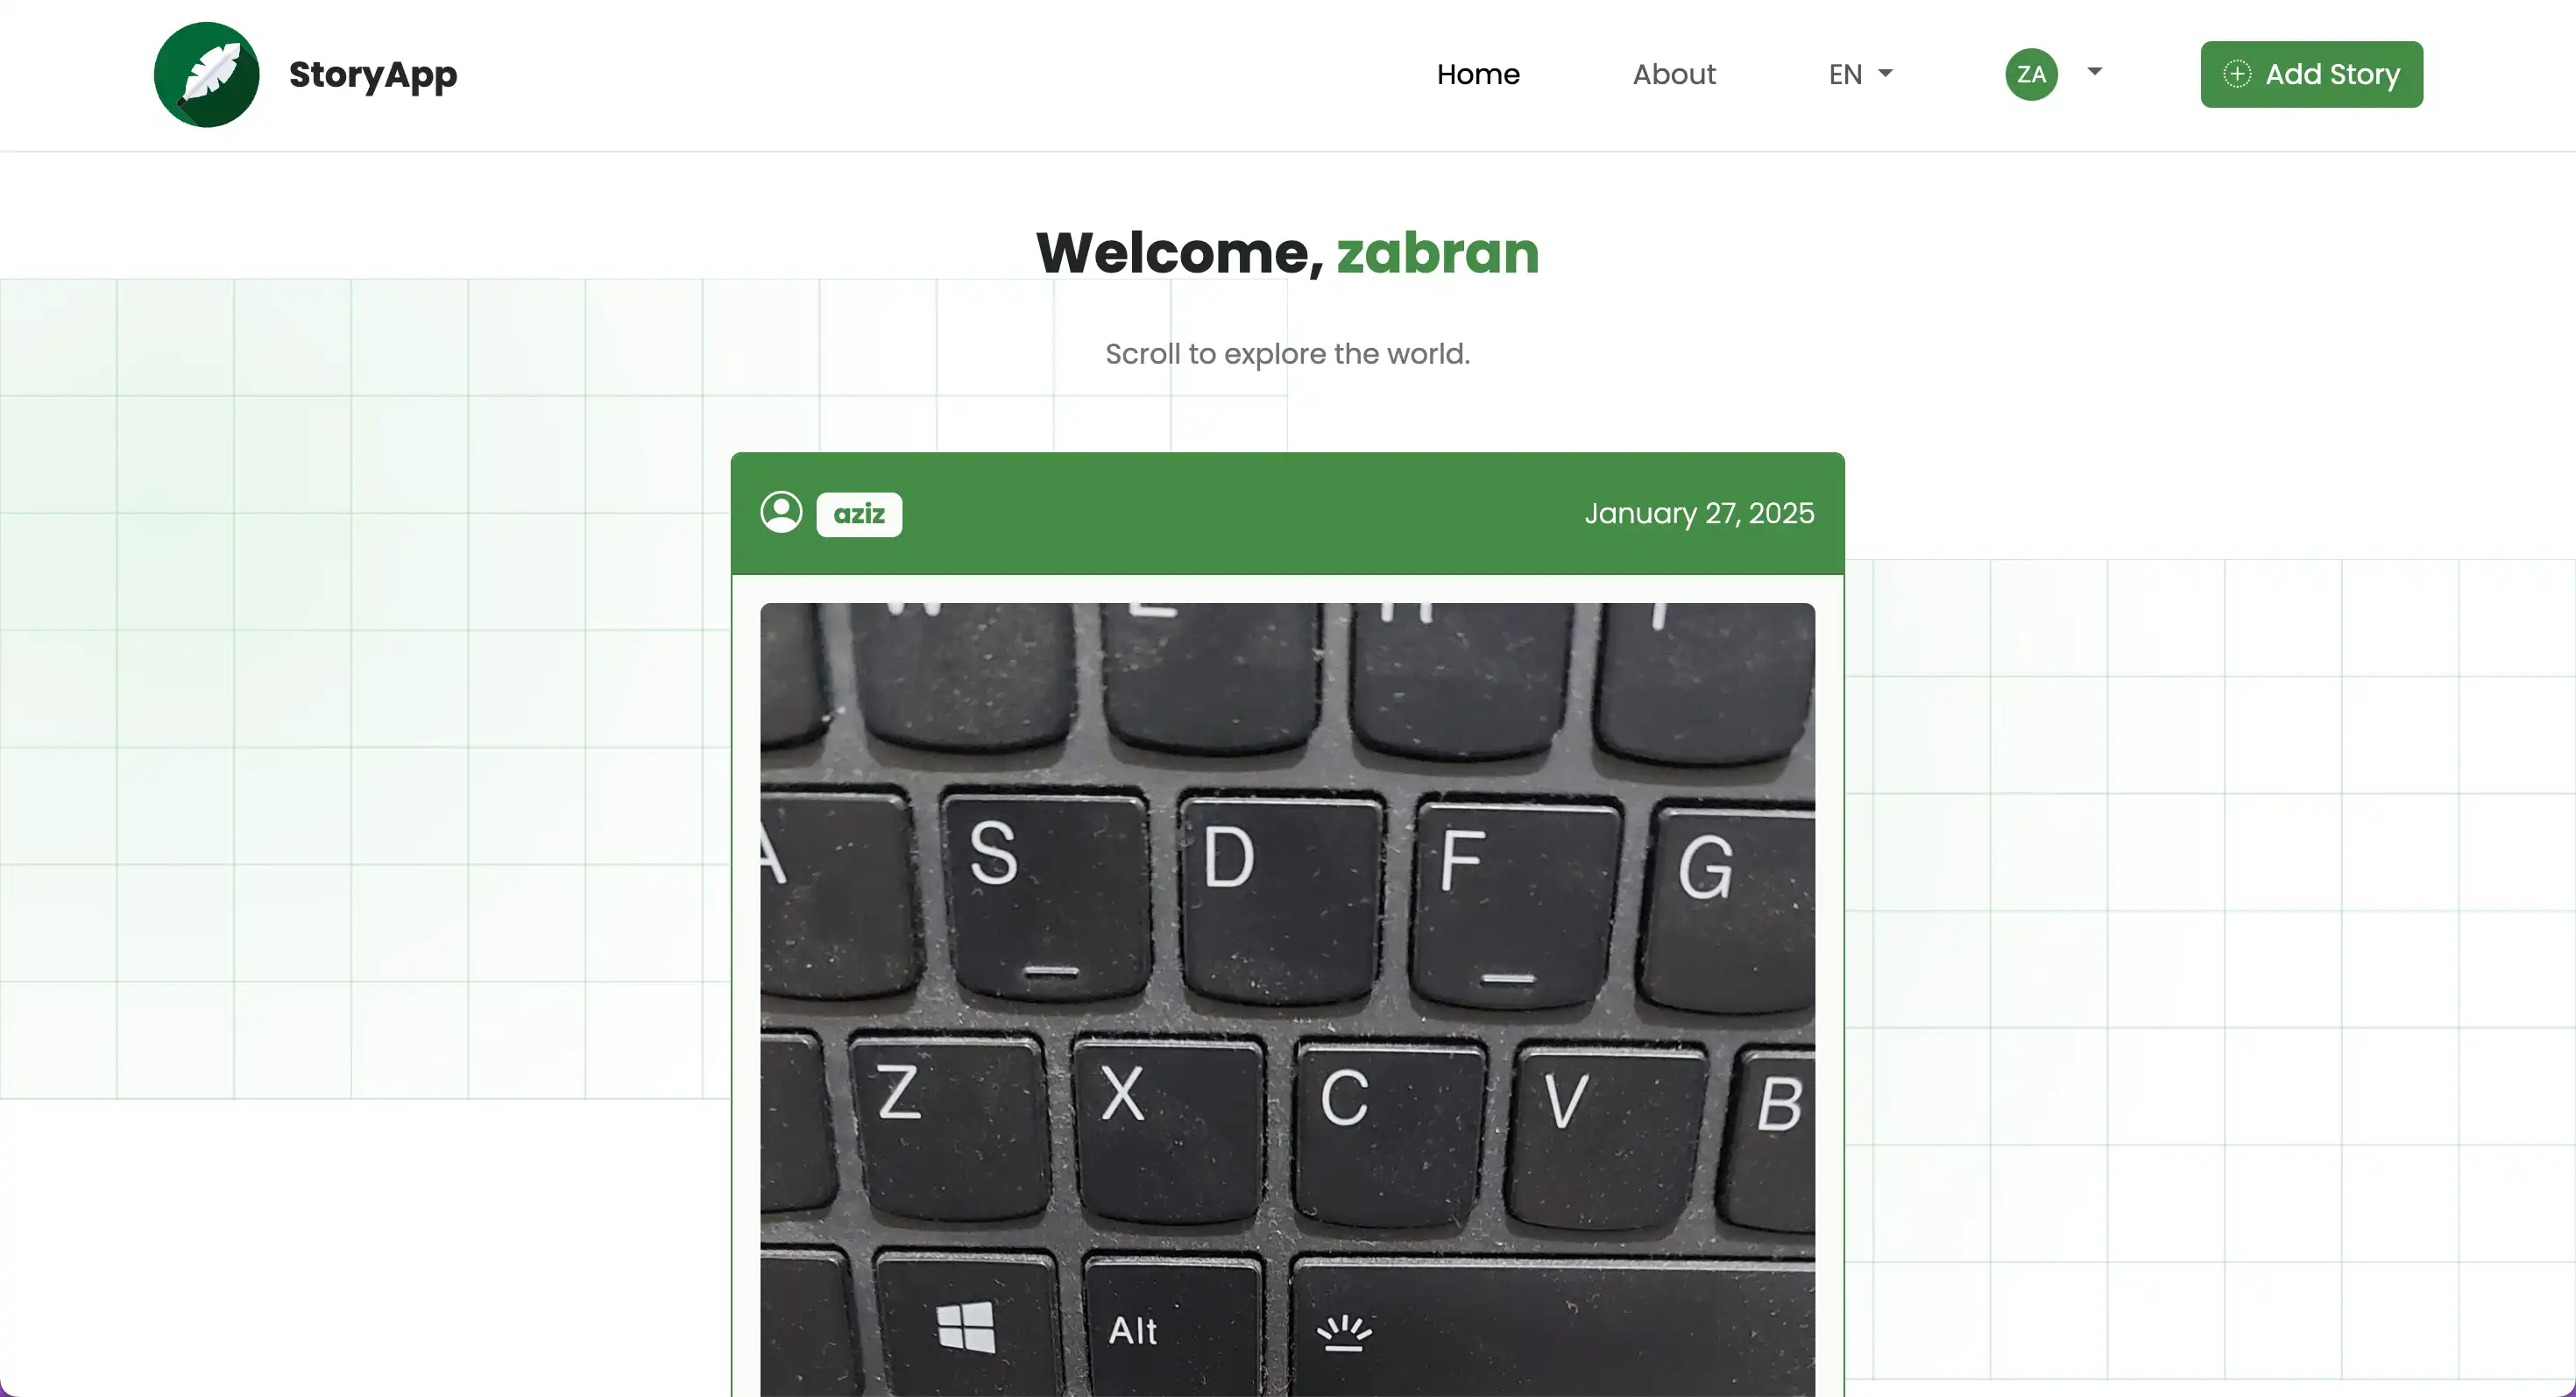 StoryApp Home About EN ZA Add Story
Welcome, zabran
Scroll to explore the world.
aziz January 27, 2025
A S D F G
Z X C V B
Alt